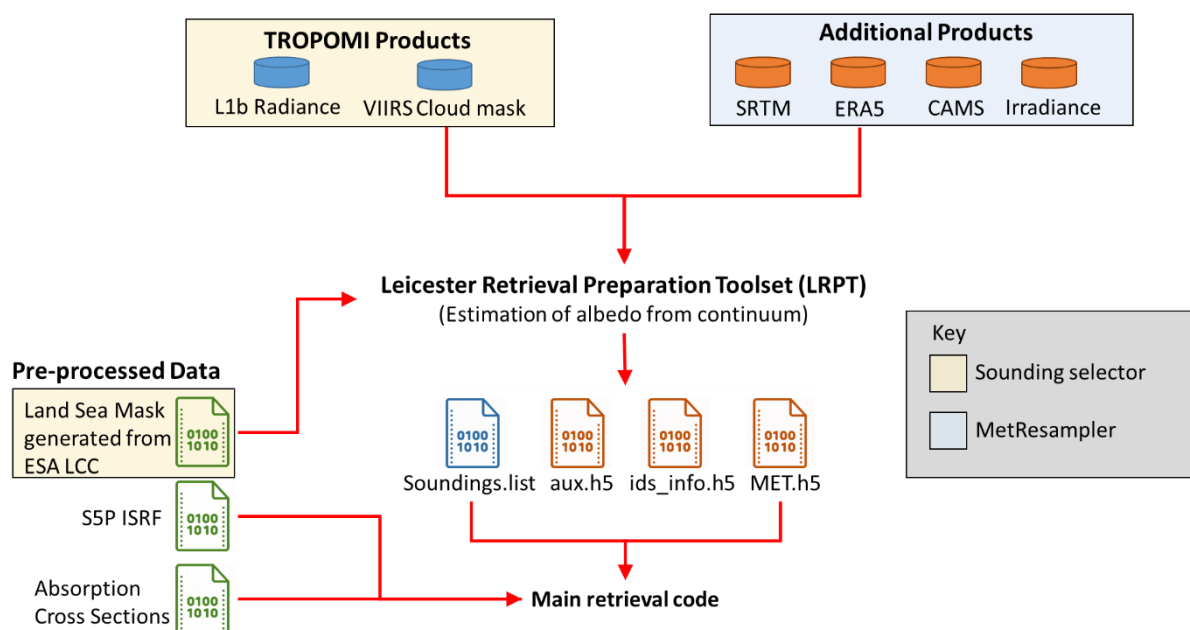 TROPOMI Products
L1b Radiance
VIIRS Cloud mask
Additional Products
SRTM
ERA5
CAMS
Irradiance
Leicester Retrieval Preparation Toolset (LRPT)
(Estimation of albedo from continuum)
Key
Sounding selector
MetResampler
Pre-processed Data
Land Sea Mask
generated from
ESA LCC
0100
1010
S5P ISRF
0100
1010
Absorption
Cross Sections
0100
1010
0100
1010
0100
1010
0100
1010
0100
1010
Soundings.list
aux.h5
ids_info.h5
MET.h5
Main retrieval code